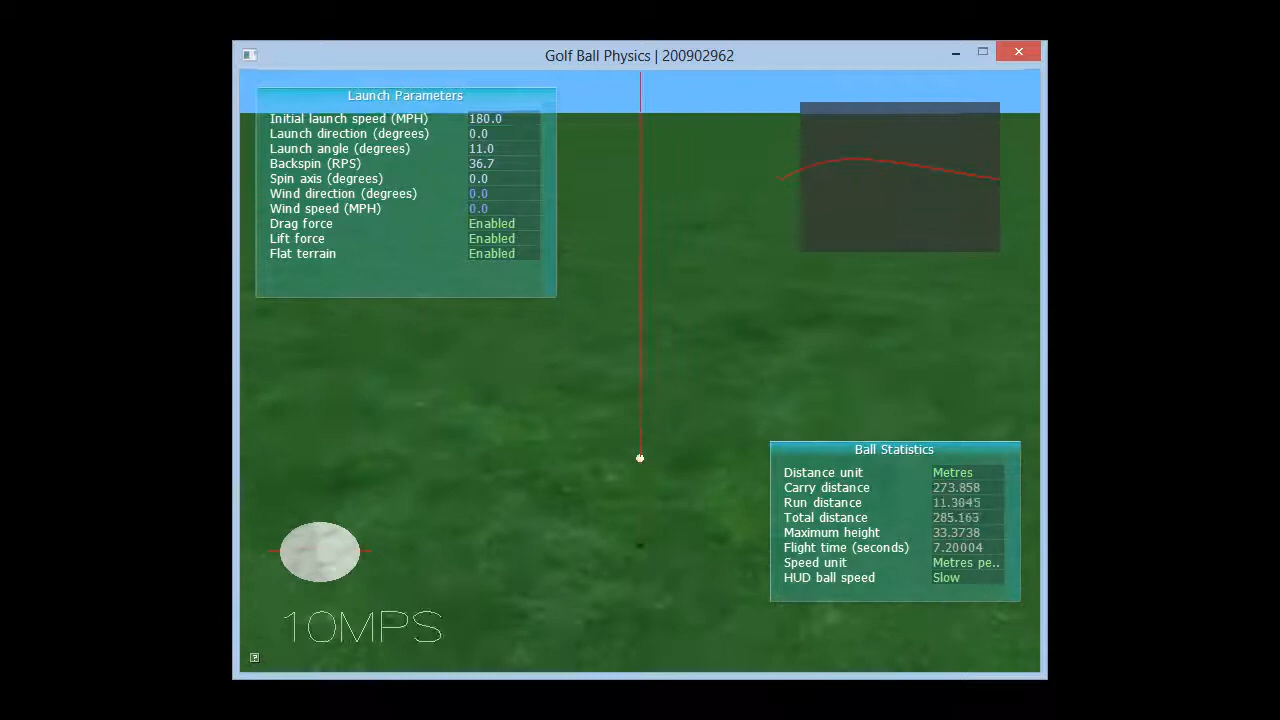 Golf Ball Physics | 200902962
Launch Parameters
Initial launch speed (MPH) 180.0
Launch direction (degrees) 0.0
Launch angle (degrees) 11.0
Backspin (RPS) 36.7
Spin axis (degrees) 0.0
Wind direction (degrees) 0.0
Wind speed (MPH) 0.0
Drag force Enabled
Lift force Enabled
Flat terrain Enabled
Ball Statistics
Distance unit Metres
Carry distance 273.858
Run distance 11.3045
Total distance 285.163
Maximum height 33.3738
Flight time (seconds) 7.20004
Speed unit Metres pe..
HUD ball speed Slow
10MPS
?